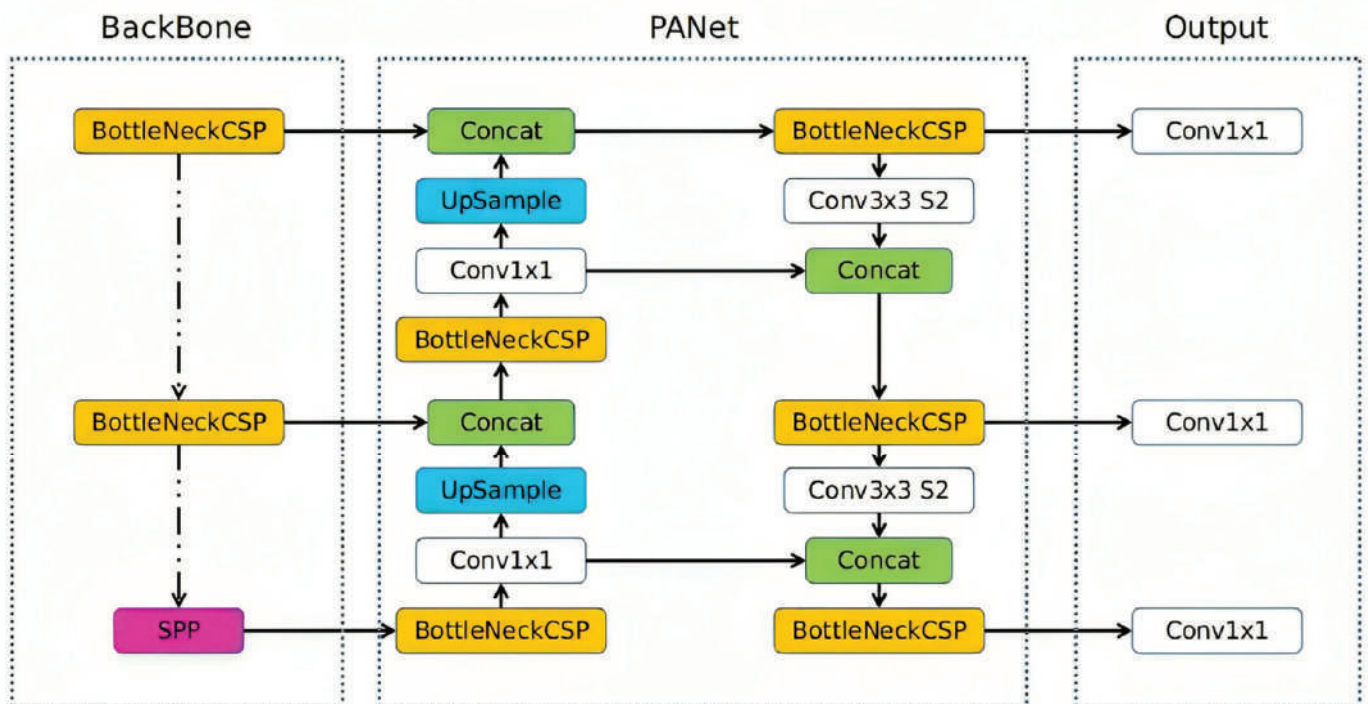 BackBone
PANet
Output
BottleNeckCSP
Concat
BottleNeckCSP
Conv1x1
UpSample
Conv3x3 S2
Conv1x1
Concat
BottleNeckCSP
BottleNeckCSP
Concat
BottleNeckCSP
Conv1x1
UpSample
Conv3x3 S2
Conv1x1
Concat
SPP
BottleNeckCSP
BottleNeckCSP
Conv1x1